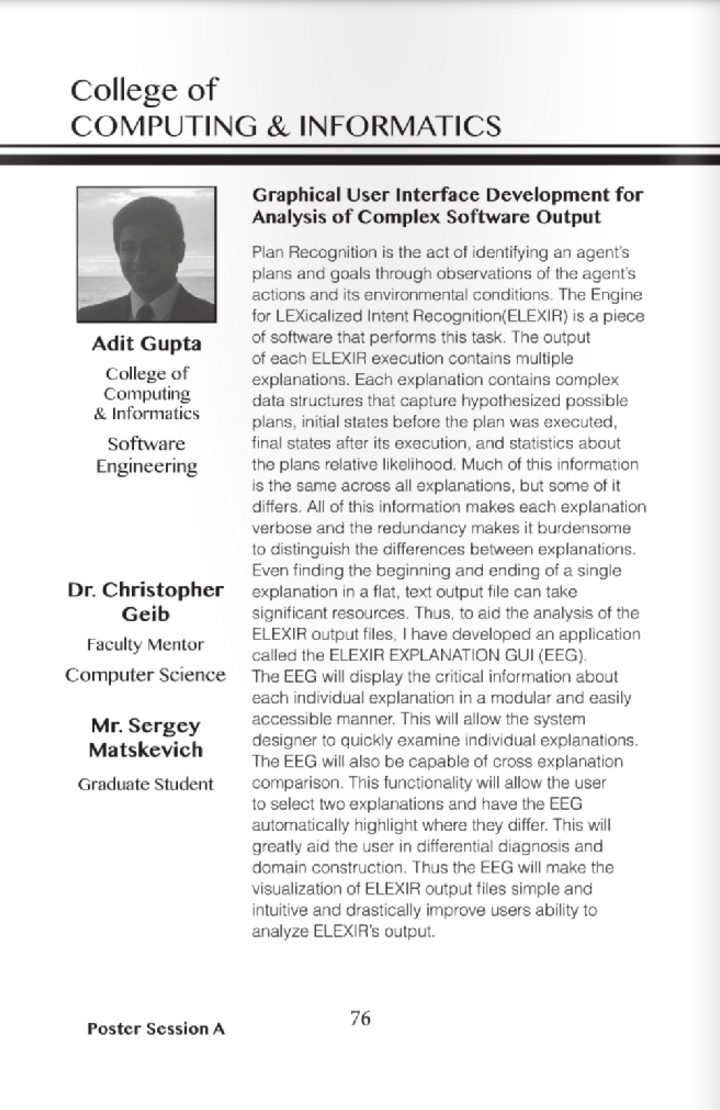 College of
COMPUTING & INFORMATICS
Adit Gupta
College of
Computing
& Informatics
Software
Engineering
Dr. Christopher
Geib
Faculty Mentor
Computer Science
Mr. Sergey
Matskevich
Graduate Student
Graphical User Interface Development for
Analysis of Complex Software Output
Plan Recognition is the act of identifying an agent's
plans and goals through observations of the agent's
actions and its environmental conditions. The Engine
for LEXicalized Intent Recognition(ELEXIR) is a piece
of software that performs this task. The output
of each ELEXIR execution contains multiple
explanations. Each explanation contains complex
data structures that capture hypothesized possible
plans, initial states before the plan was executed,
final states after its execution, and statistics about
the plans relative likelihood. Much of this information
is the same across all explanations, but some of it
differs. All of this information makes each explanation
verbose and the redundancy makes it burdensome
to distinguish the differences between explanations.
Even finding the beginning and ending of a single
explanation in a flat, text output file can take
significant resources. Thus, to aid the analysis of the
ELEXIR output files, I have developed an application
called the ELEXIR EXPLANATION GUI (EEG).
The EEG will display the critical information about
each individual explanation in a modular and easily
accessible manner. This will allow the system
designer to quickly examine individual explanations.
The EEG will also be capable of cross explanation
comparison. This functionality will allow the user
to select two explanations and have the EEG
automatically highlight where they differ. This will
greatly aid the user in differential diagnosis and
domain construction. Thus the EEG will make the
visualization of ELEXIR output files simple and
intuitive and drastically improve users ability to
analyze ELEXIR's output.
Poster Session A
76